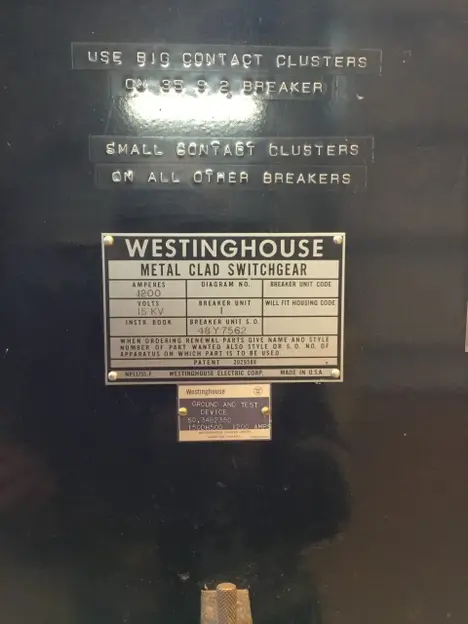 USE BIG CONTACT CLUSTERS
ON 35 & 2 BREAKER
SMALL CONTACT CLUSTERS
ON ALL OTHER BREAKERS
WESTINGHOUSE
METAL CLAD SWITCHGEAR
AMPERES DIAGRAM NO. BREAKER UNIT CODE
1200
VOLTS BREAKER UNIT WILL FIT HOUSING CODE
15 KV 1
INSTR. BOOK BREAKER UNIT S.O.
48Y7562
WHEN ORDERING RENEWAL PARTS GIVE NAME AND STYLE
NUMBER OF PART WANTED ALSO STYLE OR S. O. NO. OF
APPARATUS ON WHICH PART IS TO BE USED
PATENT 2029388
WESTINGHOUSE ELECTRIC CORP. MADE IN U.S.A.
Westinghouse
GROUND AND TEST
DEVICE
150DH500 1200 AMPS